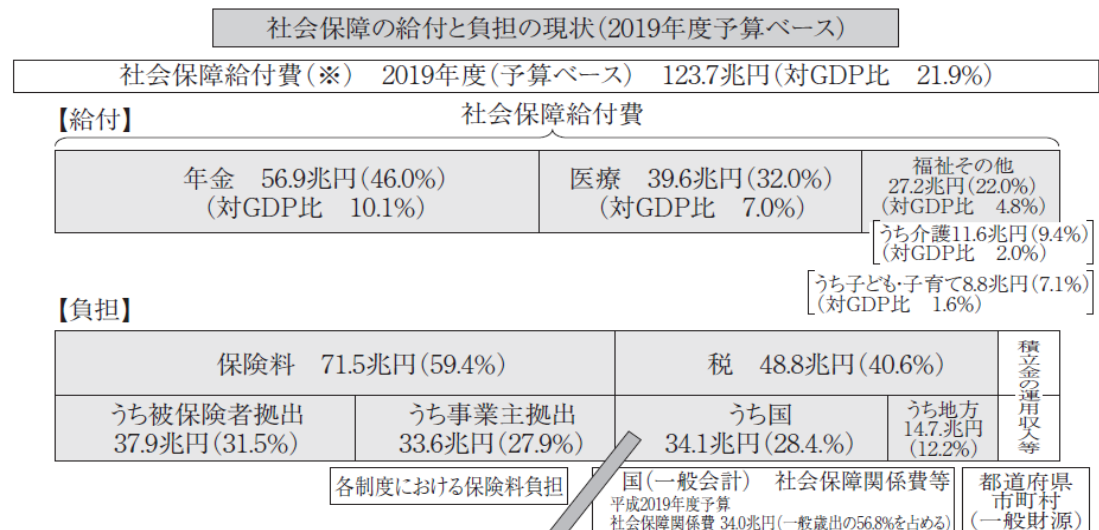 社会保障の給付と負担の現状(2019年度予算ベース)
社会保障給付費(※) 2019年度(予算ベース) 123.7兆円(対GDP比 21.9%)
【給付】
社会保障給付費
年金 56.9兆円(46.0%)
(対GDP比 10.1%)
医療 39.6兆円(32.0%)
(対GDP比 7.0%)
福祉その他
27.2兆円(22.0%)
(対GDP比 4.8%)
うち介護11.6兆円(9.4%)
(対GDP比 2.0%)
うち子ども・子育て8.8兆円(7.1%)
(対GDP比 1.6%)
【負担】
保険料 71.5兆円(59.4%)
税 48.8兆円(40.6%)
積立金の運用収入等
うち被保険者拠出
37.9兆円(31.5%)
うち事業主拠出
33.6兆円(27.9%)
うち国
34.1兆円(28.4.%)
うち地方
14.7.兆円
(12.2%)
各制度における保険料負担
国(一般会計) 社会保障関係費等
平成2019年度予算
社会保障関係費 34.0兆円(一般歳出の56.8%を占める)
都道府県
市町村
(一般財源)